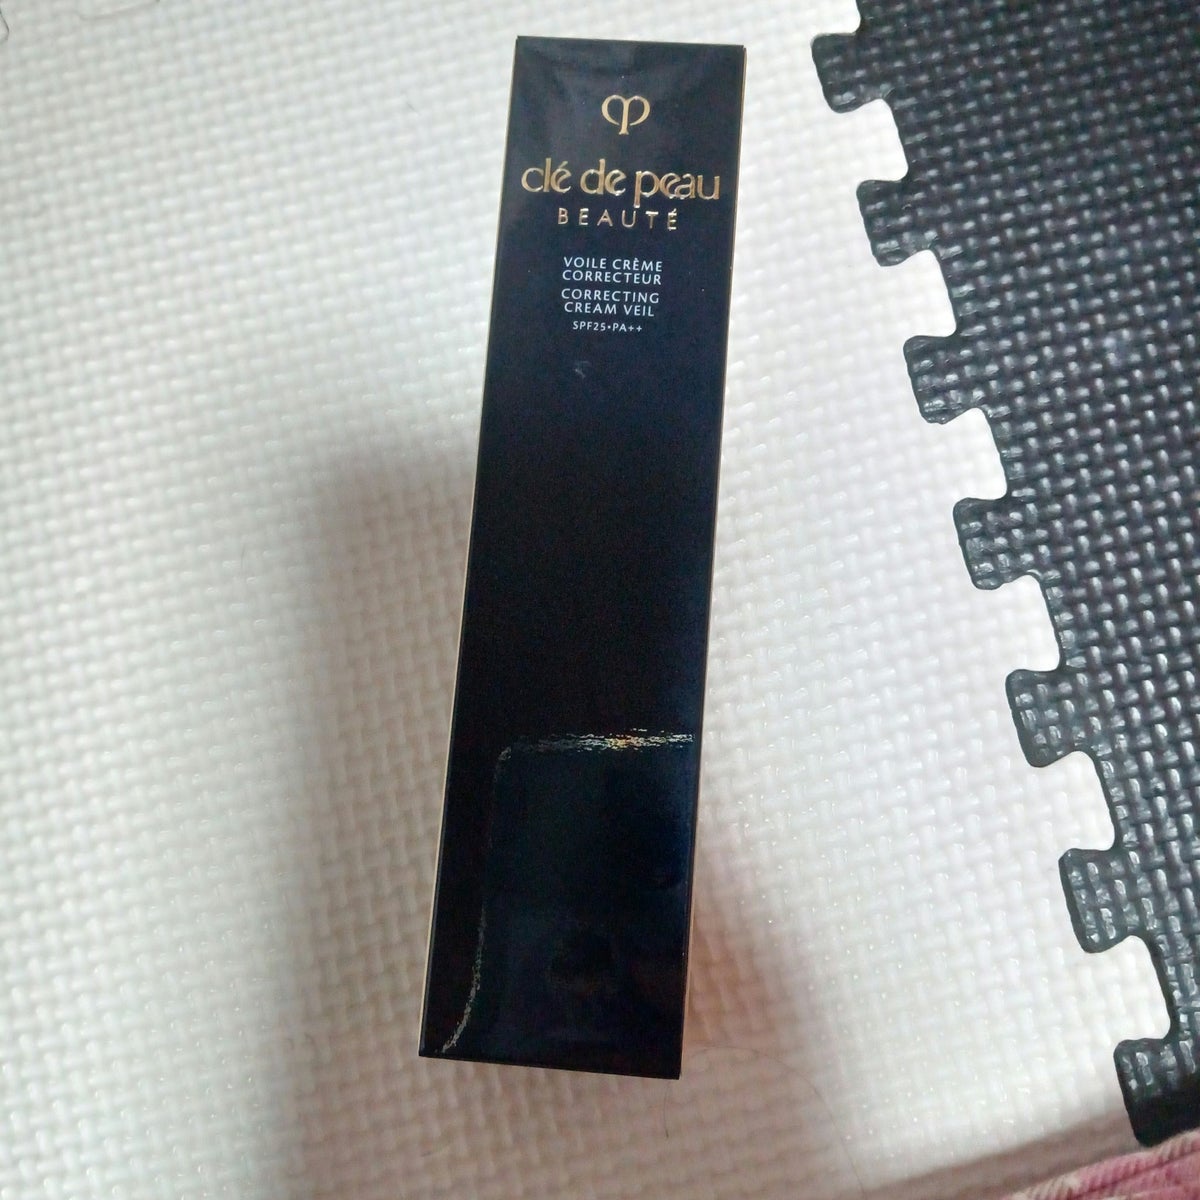 clé de peau
BEAUTÉ
VOILE CRÈME
CORRECTEUR
CORRECTING
CREAM VEIL
SPF25•PA++